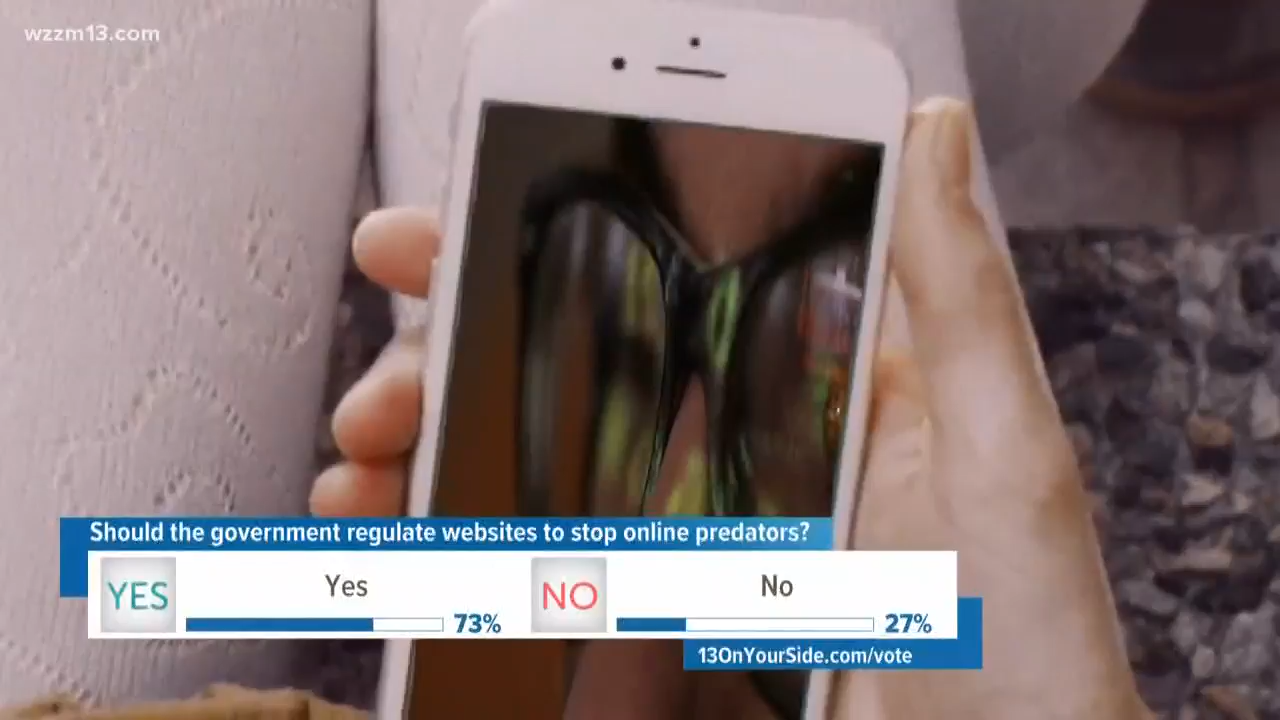 wzzm13.com
Should the government regulate websites to stop online predators?
YES Yes 73% NO No 27%
13OnYourSide.com/vote